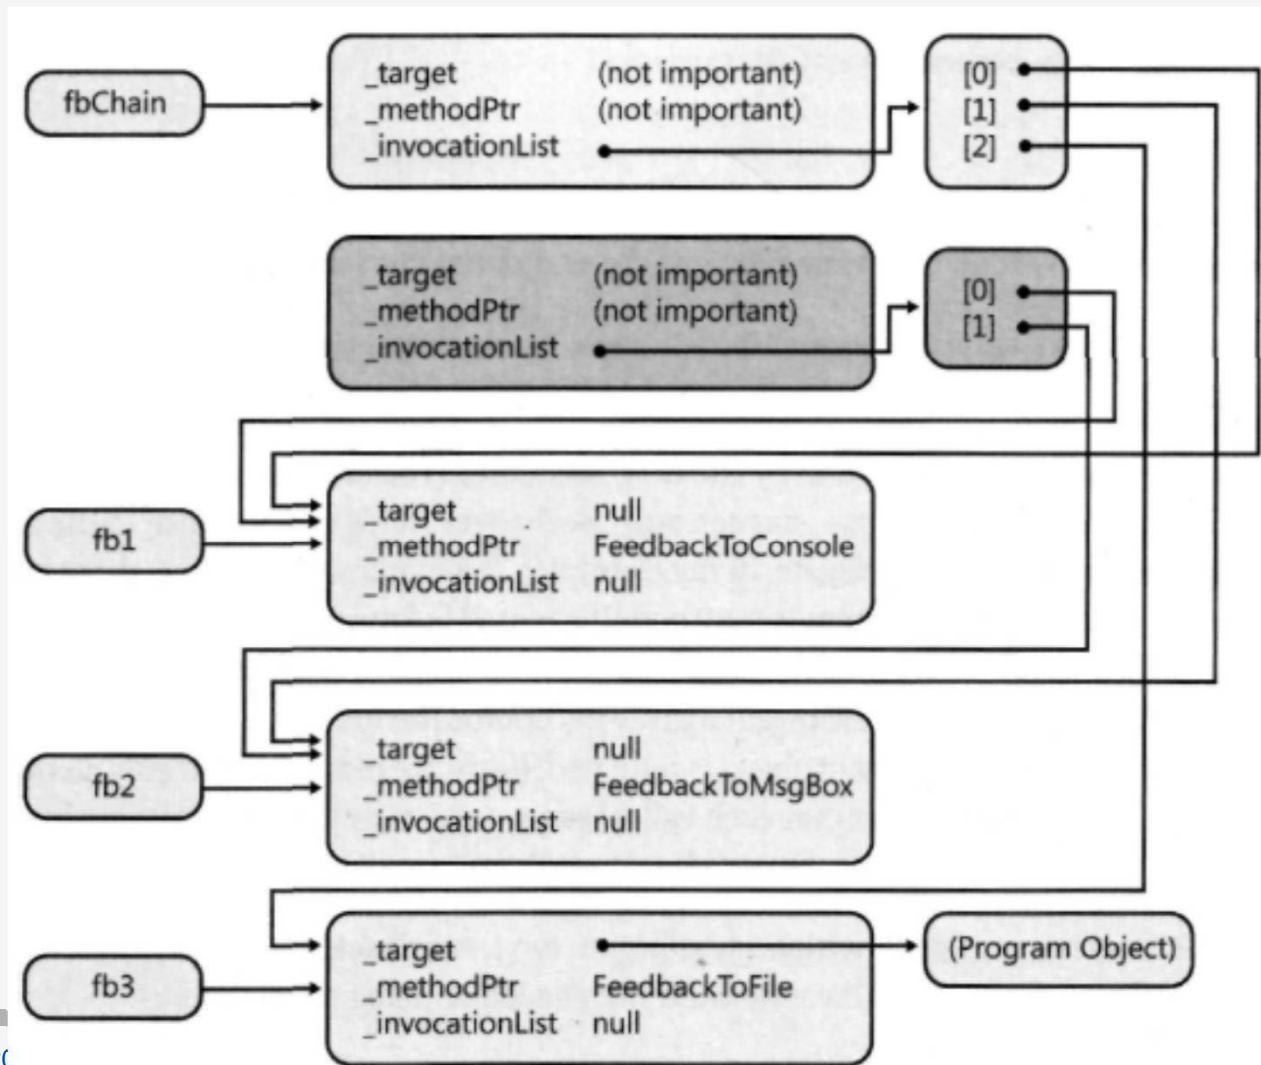 fbChain
_target (not important)
_methodPtr (not important)
_invocationList
[0]
[1]
[2]
_target (not important)
_methodPtr (not important)
_invocationList
[0]
[1]
fb1
_target null
_methodPtr FeedbackToConsole
_invocationList null
fb2
_target null
_methodPtr FeedbackToMsgBox
_invocationList null
fb3
_target
_methodPtr FeedbackToFile
_invocationList null
(Program Object)